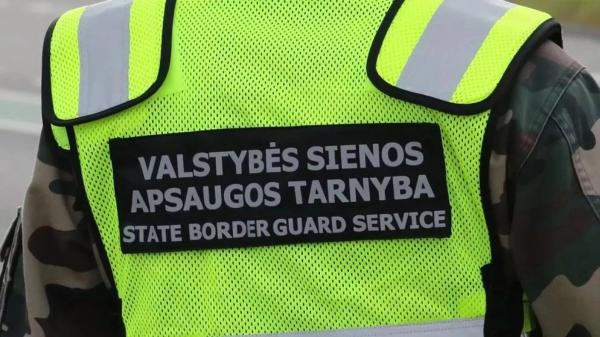 VALSTYBĖS SIENOS
APSAUGOS TARNYBA
STATE BORDER GUARD SERVICE